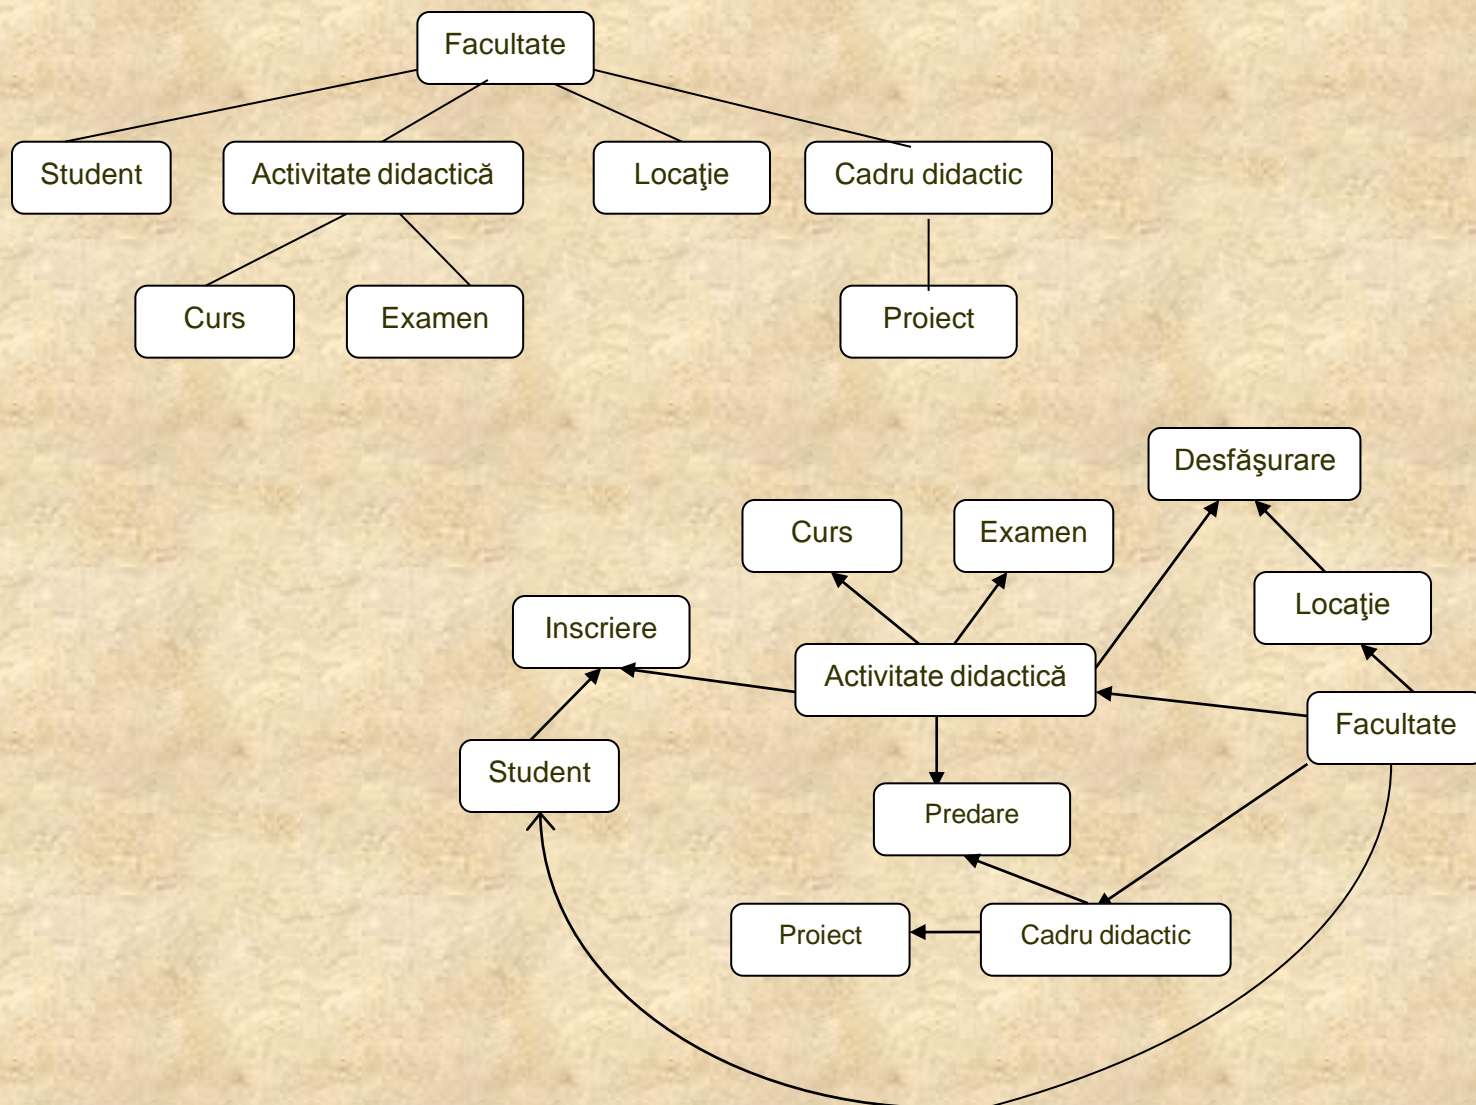 Facultate
Student
Activitate didactică
Locaţie
Cadru didactic
Curs
Examen
Proiect
Desfăşurare
Curs
Examen
Locaţie
Inscriere
Activitate didactică
Facultate
Student
Predare
Proiect
Cadru didactic